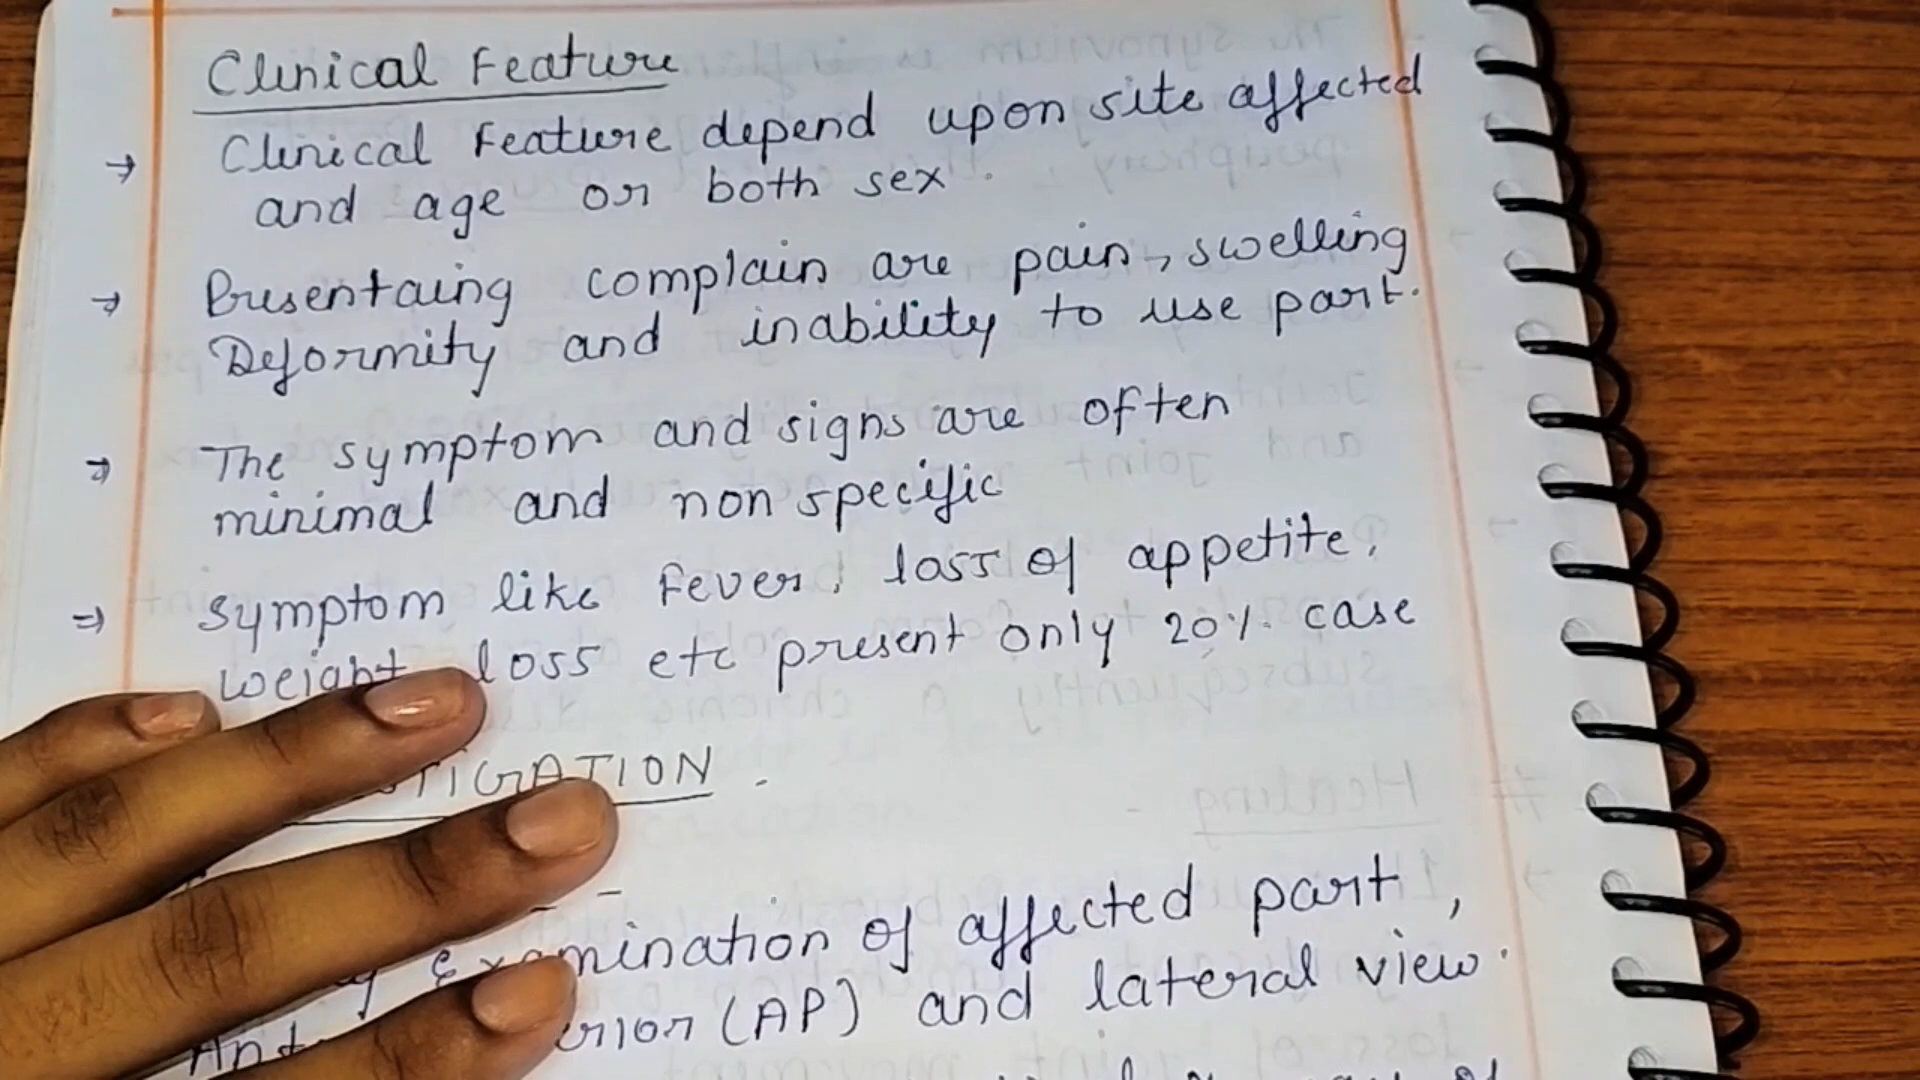 Clinical Feature
→ Clinical Feature depend upon site affected
and age or both sex.
→ Presentaing complain are pain, swelling
Deformity and inability to use part.
→ The symptom and signs are often
minimal and non specific
⇒ symptom like Fever, loss of appetite,
weight loss etc present only 20% case
examination of affected part,
(AP) and lateral view.